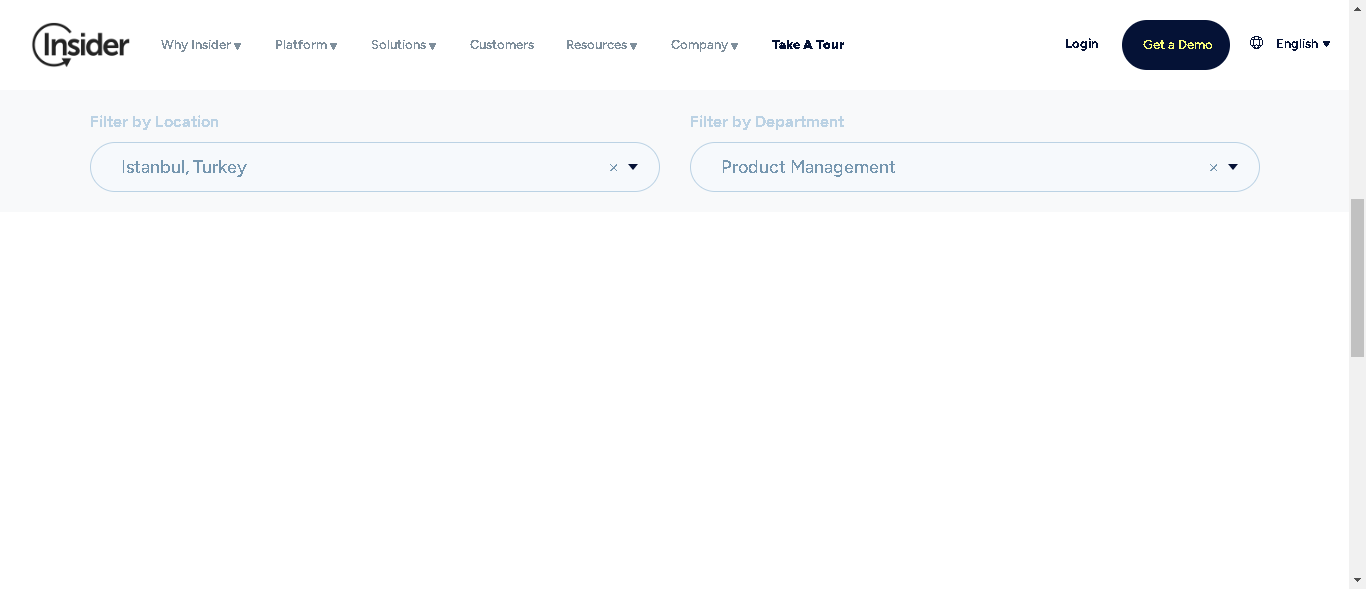 Insider Why Insider ▾ Platform ▾ Solutions ▾ Customers Resources ▾ Company ▾ Take A Tour Login Get a Demo English ▾
Filter by Location Filter by Department
Istanbul, Turkey × ▾ Product Management × ▾